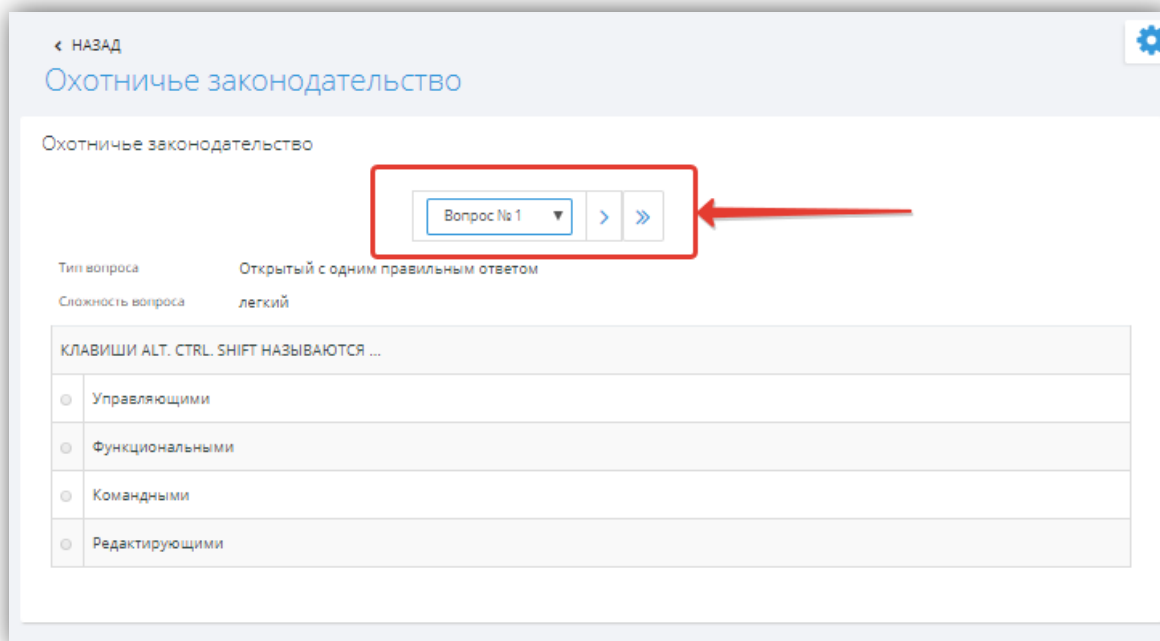 НАЗАД
Охотничье законодательство
Охотничье законодательство
Вопрос № 1
Тип вопроса Открытый с одним правильным ответом
Сложность вопроса легкий
КЛАВИШИ ALT. CTRL. SHIFT НАЗЫВАЮТСЯ ...
Управляющими
Функциональными
Командными
Редактирующими